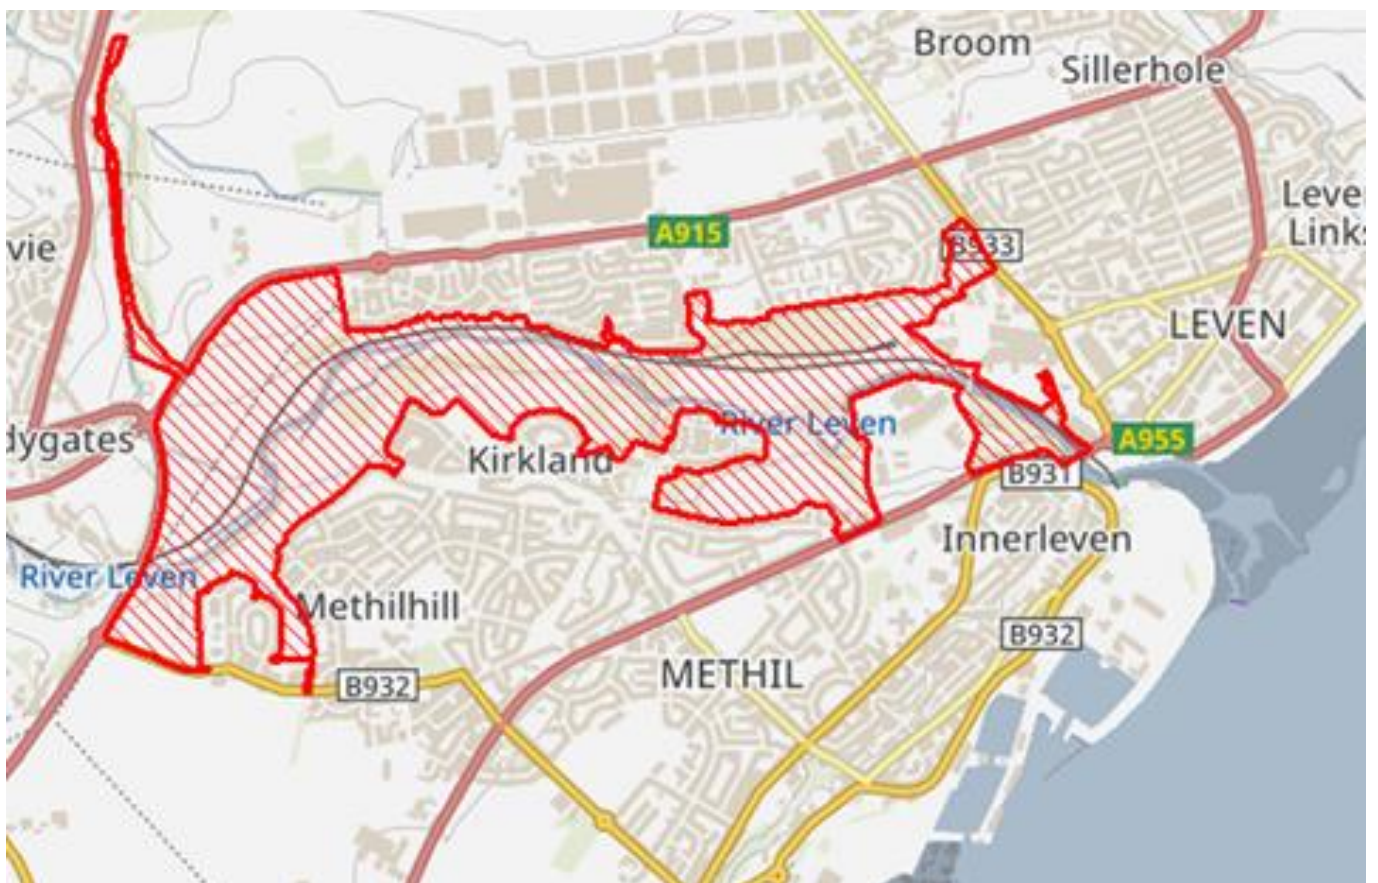 Broom
Sillerhole
Leve
Links
A915
B933
vie
LEVEN
River Leven
dygates
A955
Kirkland
B931
Innerleven
River Leven
Methilhill
B932
METHIL
B932